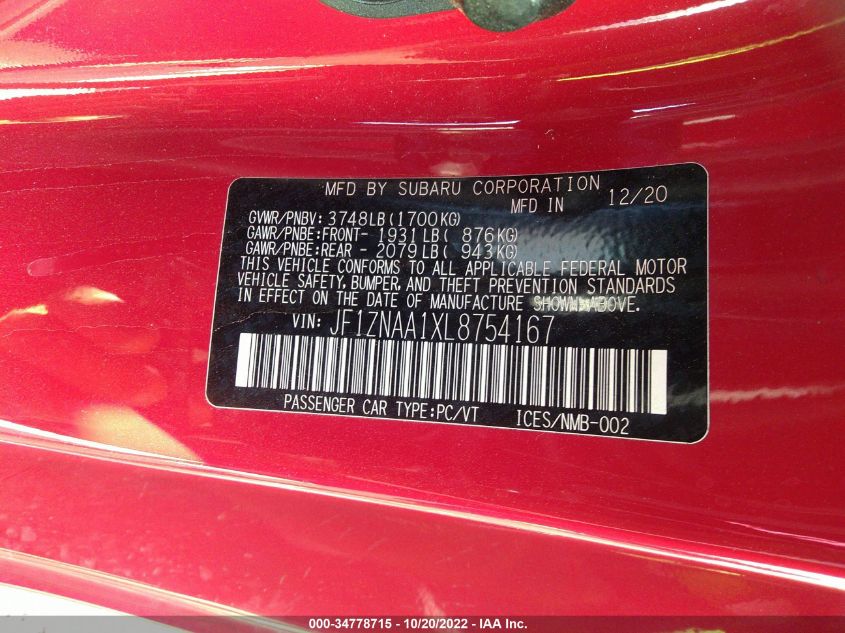 MFD BY SUBARU CORPORATION
MFD IN 12/20
GVWR/PNBV: 3748LB(1700KG)
GAWR/PNBE:FRONT- 1931LB( 876KG)
GAWR/PNBE:REAR - 2079LB( 943KG)
THIS VEHICLE CONFORMS TO ALL APPLICABLE FEDERAL MOTOR
VEHICLE SAFETY, BUMPER, AND THEFT PREVENTION STANDARDS
IN EFFECT ON THE DATE OF MANUFACTURE SHOWN ABOVE.
VIN: JF1ZNAA1XL8754167
PASSENGER CAR TYPE:PC/VT ICES/NMB-002
000-34778715 - 10/20/2022 - IAA Inc.